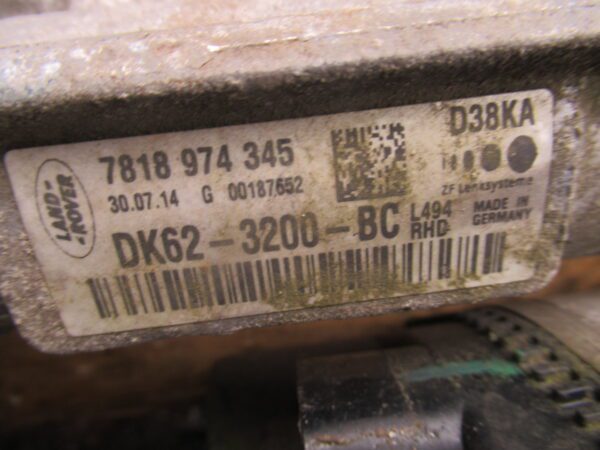 LAND-
-ROVER
7818 974 345
D38KA
30.07.14 G 00187652
ZF Lenksysteme
DK62-3200-BC
L494
RHD
MADE IN
GERMANY